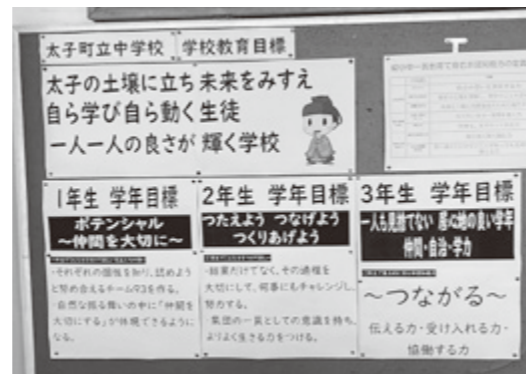 太子町立中学校 学校教育目標
太子の土壌に立ち 未来をみすえ
自ら学び自ら動く生徒
一人一人の良さが 輝く学校
1年生 学年目標
ポテンシャル
～仲間を大切に～
・それぞれの個性を知り、認めよう
と努め合えるチーム93を作る。
・自然な振る舞いの中に「仲間を
大切にする」が体現できるように
なる。
2年生 学年目標
つたえよう つなげよう
つくりあげよう
・結果だけでなく、その過程を
大切にして、何事にもチャレンジし、
努力する。
・集団の一員としての意識を持ち、
よりよく生きる力をつける。
3年生 学年目標
一人も見捨てない 居心地の良い学年
仲間・自治・学力
～つながる～
伝える力・受け入れる力・
協働する力